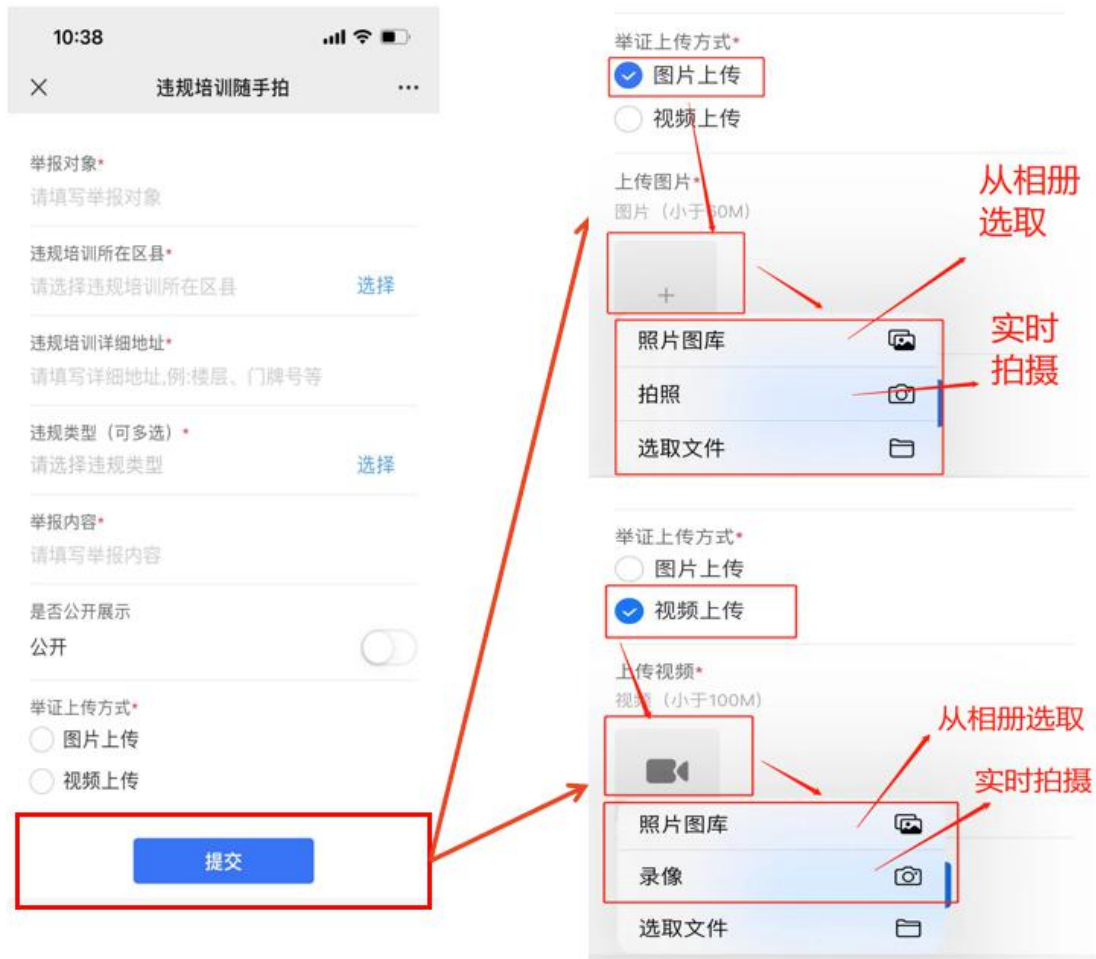 10:38
违规培训随手拍
举报对象*
请填写举报对象
违规培训所在区县*
请选择违规培训所在区县
选择
违规培训详细地址*
请填写详细地址,例:楼层、门牌号等
违规类型（可多选）*
请选择违规类型
选择
举报内容*
请填写举报内容
是否公开展示
公开
举证上传方式*
图片上传
视频上传
提交
举证上传方式*
图片上传
视频上传
上传图片*
图片（小于60M）
从相册
选取
照片图库
拍照
选取文件
实时
拍摄
举证上传方式*
图片上传
视频上传
上传视频*
视频（小于100M）
从相册选取
实时拍摄
照片图库
录像
选取文件